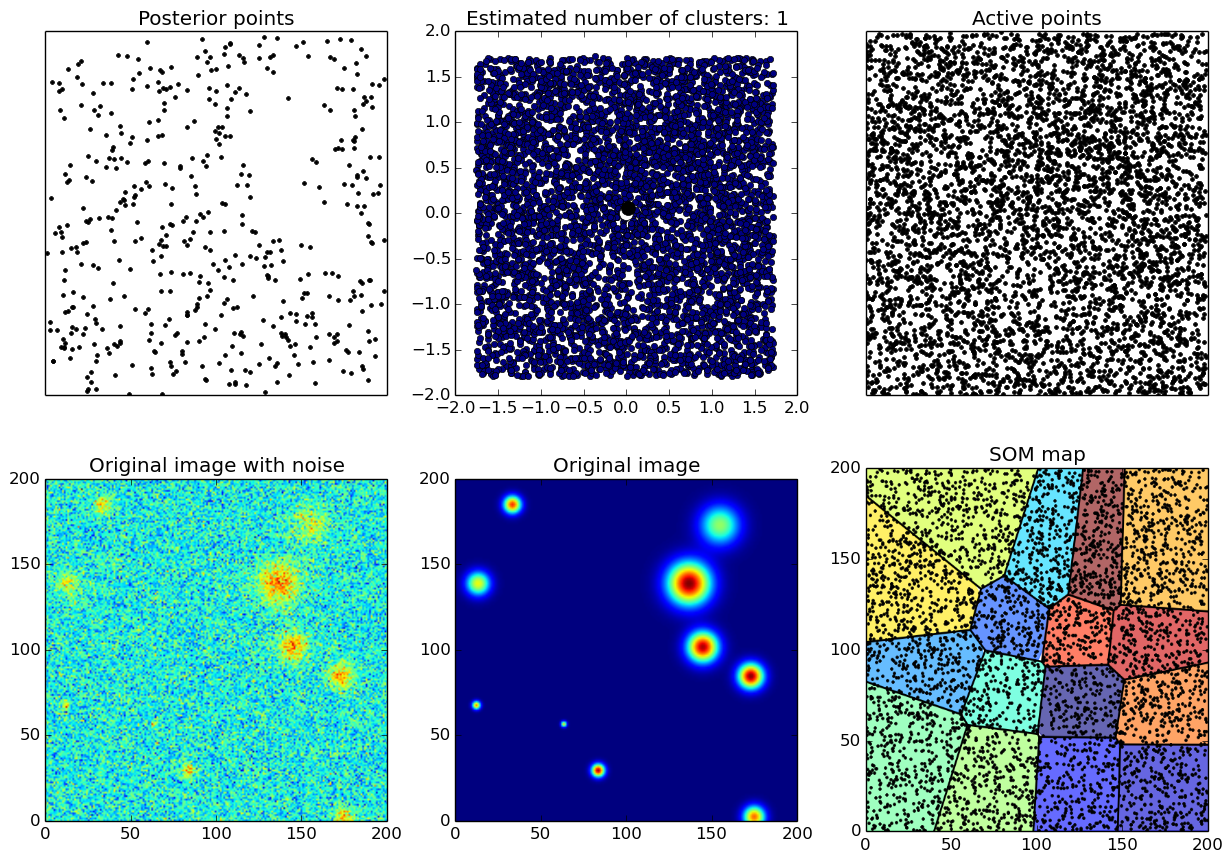 Posterior points
Estimated number of clusters: 1
Active points
2.0
1.5
1.0
0.5
0.0
−0.5
−1.0
−1.5
−2.0
−2.0 −1.5 −1.0 −0.5 0.0 0.5 1.0 1.5 2.0
Original image with noise
Original image
SOM map
200
150
100
50
0
0 50 100 150 200
200
150
100
50
0
0 50 100 150 200
200
150
100
50
0
0 50 100 150 200